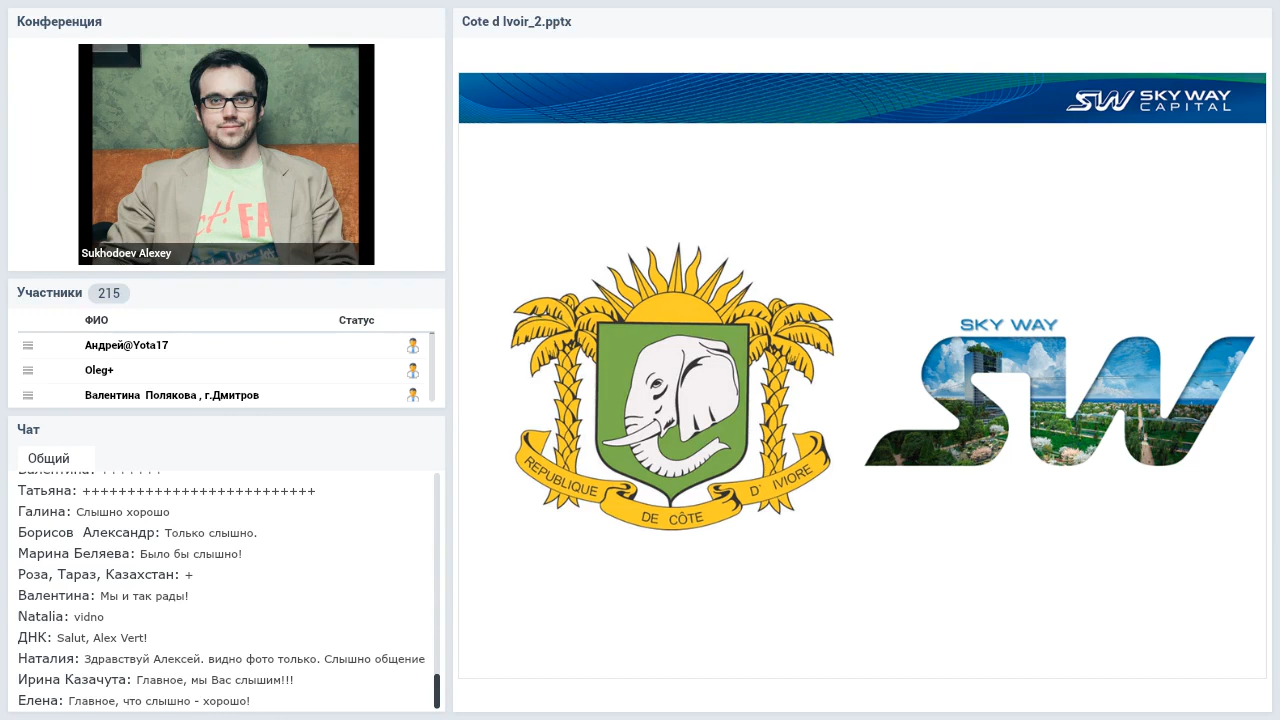 Конференция
Sukhodoev Alexey
Участники 215
ФИО Статус
Андрей@Yota17
Oleg+
Валентина Полякова , г.Дмитров
Чат
Общий
Татьяна: ++++++++++++++++++++++++++
Галина: Слышно хорошо
Борисов Александр: Только слышно.
Марина Беляева: Было бы слышно!
Роза, Тараз, Казахстан: +
Валентина: Мы и так рады!
Natalia: vidno
ДНК: Salut, Alex Vert!
Наталия: Здравствуй Алексей. видно фото только. Слышно общение
Ирина Казачута: Главное, мы Вас слышим!!!
Елена: Главное, что слышно - хорошо!
Cote d Ivoir_2.pptx
SW SKY WAY
CAPITAL
REPUBLIQUE
DE CÔTE
D' IVIORE
SKY WAY
SW